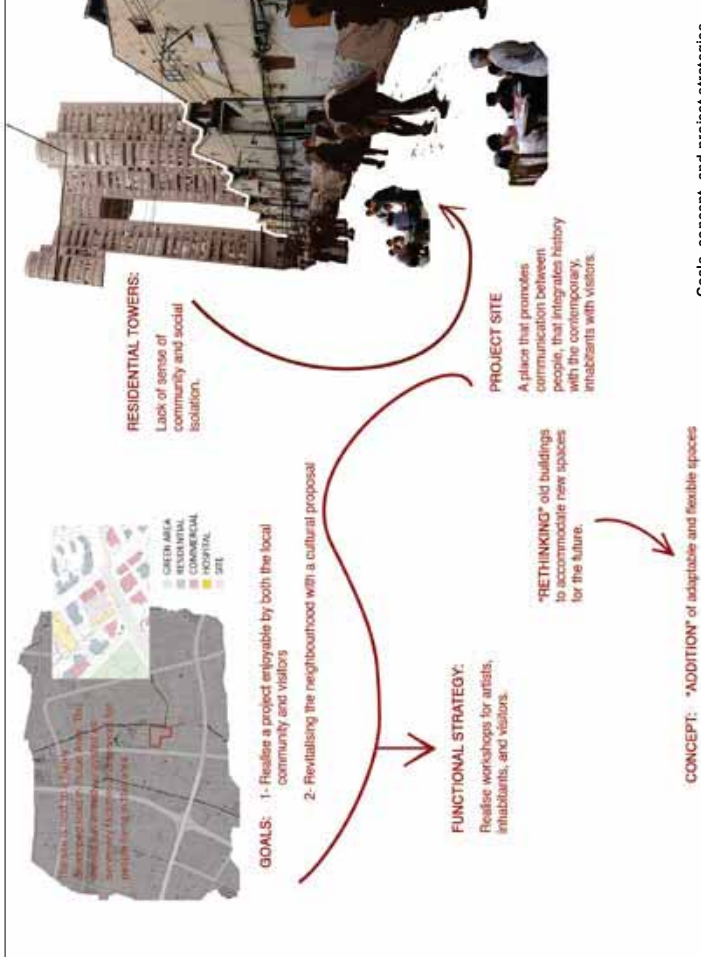 GREEN AREA
RESIDENTIAL
COMMERCIAL
HOSPITAL
SITE
GOALS: 1- Realise a project enjoyable by both the local
community and visitors
2- Revitalising the neighbourhood with a cultural proposal
RESIDENTIAL TOWERS:
Lack of sense of
community and social
isolation.
FUNCTIONAL STRATEGY:
Realise workshops for artists,
inhabitants, and visitors.
PROJECT SITE
A place that promotes
communication between
people, that integrates history
with the contemporary,
inhabitants with visitors.
"RETHINKING" old buildings
to accommodate new spaces
for the future.
CONCEPT: "ADDITION" of adaptable and flexible spaces
Goals, concept, and project strategies